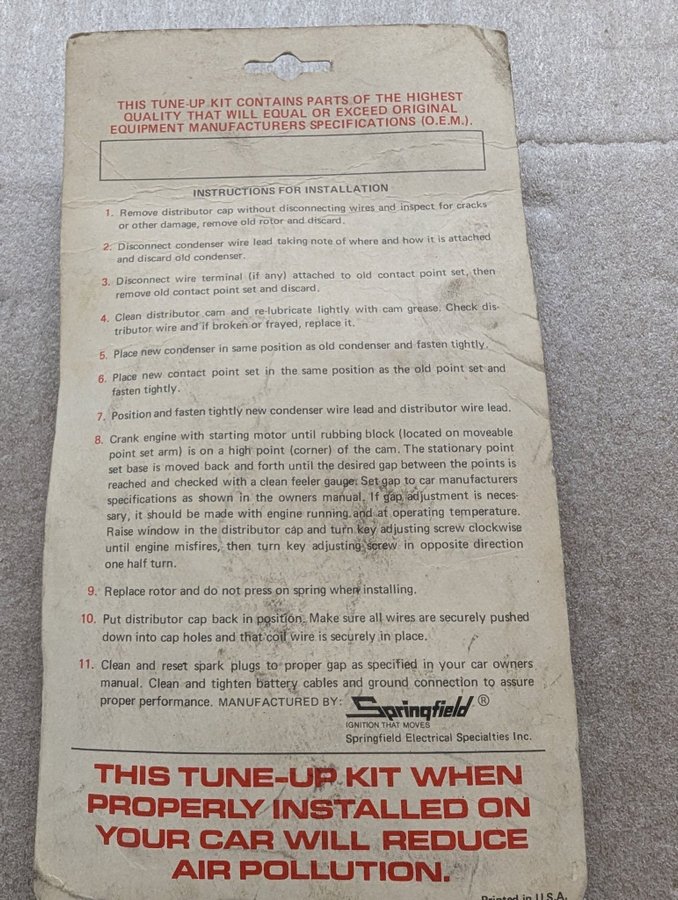 THIS TUNE-UP KIT CONTAINS PARTS OF THE HIGHEST
QUALITY THAT WILL EQUAL OR EXCEED ORIGINAL
EQUIPMENT MANUFACTURERS SPECIFICATIONS (O.E.M.).
INSTRUCTIONS FOR INSTALLATION
1. Remove distributor cap without disconnecting wires and inspect for cracks
or other damage, remove old rotor and discard.
2. Disconnect condenser wire lead taking note of where and how it is attached
and discard old condenser.
3. Disconnect wire terminal (if any) attached to old contact point set, then
remove old contact point set and discard.
4. Clean distributor cam and re-lubricate lightly with cam grease. Check dis-
tributor wire and if broken or frayed, replace it.
5. Place new condenser in same position as old condenser and fasten tightly.
6. Place new contact point set in the same position as the old point set and
fasten tightly.
7. Position and fasten tightly new condenser wire lead and distributor wire lead.
8. Crank engine with starting motor until rubbing block (located on moveable
point set arm) is on a high point (corner) of the cam. The stationary point
set base is moved back and forth until the desired gap between the points is
reached and checked with a clean feeler gauge. Set gap to car manufacturers
specifications as shown in the owners manual. If gap adjustment is neces-
sary, it should be made with engine running and at operating temperature.
Raise window in the distributor cap and turn key adjusting screw clockwise
until engine misfires, then turn key adjusting screw in opposite direction
one half turn.
9. Replace rotor and do not press on spring when installing.
10. Put distributor cap back in position. Make sure all wires are securely pushed
down into cap holes and that coil wire is securely in place.
11. Clean and reset spark plugs to proper gap as specified in your car owners
manual. Clean and tighten battery cables and ground connection to assure
proper performance. MANUFACTURED BY: Springfield ®
IGNITION THAT MOVES
Springfield Electrical Specialties Inc.
THIS TUNE-UP KIT WHEN
PROPERLY INSTALLED ON
YOUR CAR WILL REDUCE
AIR POLLUTION.
Printed in U.S.A.